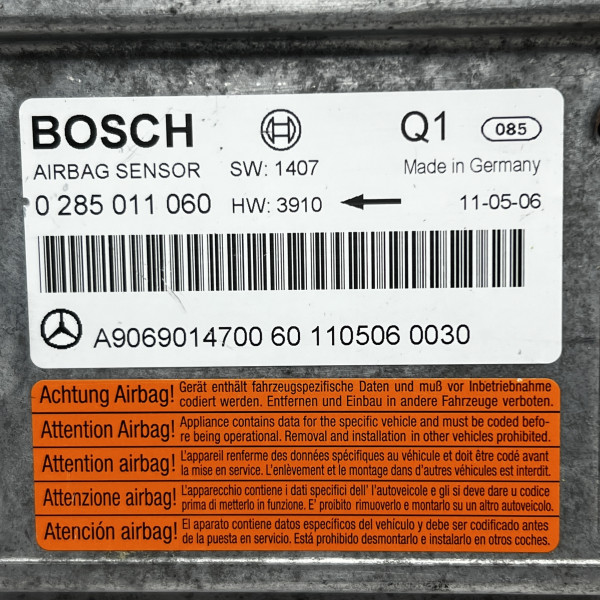 BOSCH Q1 085
AIRBAG SENSOR SW: 1407 Made in Germany
0 285 011 060 HW: 3910 11-05-06
A9069014700 60 110506 0030
Achtung Airbag! Gerät enthält fahrzeugspezifische Daten und muß vor Inbetriebnahme
codiert werden. Entfernen und Einbau in andere Fahrzeuge verboten.
Attention Airbag! Appliance contains data for the specific vehicle and must be coded befo-
re being operational. Removal and installation in other vehicles prohibited.
Attention airbag! L'appareil renferme des données spécifiques au véhicule et doit être codé avant
la mise en service. L'enlèvement et le montage dans d'autres véhicules est interdit.
Attenzione airbag! L'apparecchio contiene i dati specifici dell' l'autoveicole e gli si deve dare u codice
prima di metterlo in funzione. E' proibito rimuoverlo e montarlo su un altro autoveicolo.
Atención airbag! El aparato contiene datos específicos del vehículo y debe ser codificado antes
de la puesta en servicio. Está prohibido desmontarlo e instalarlo en otros coches.